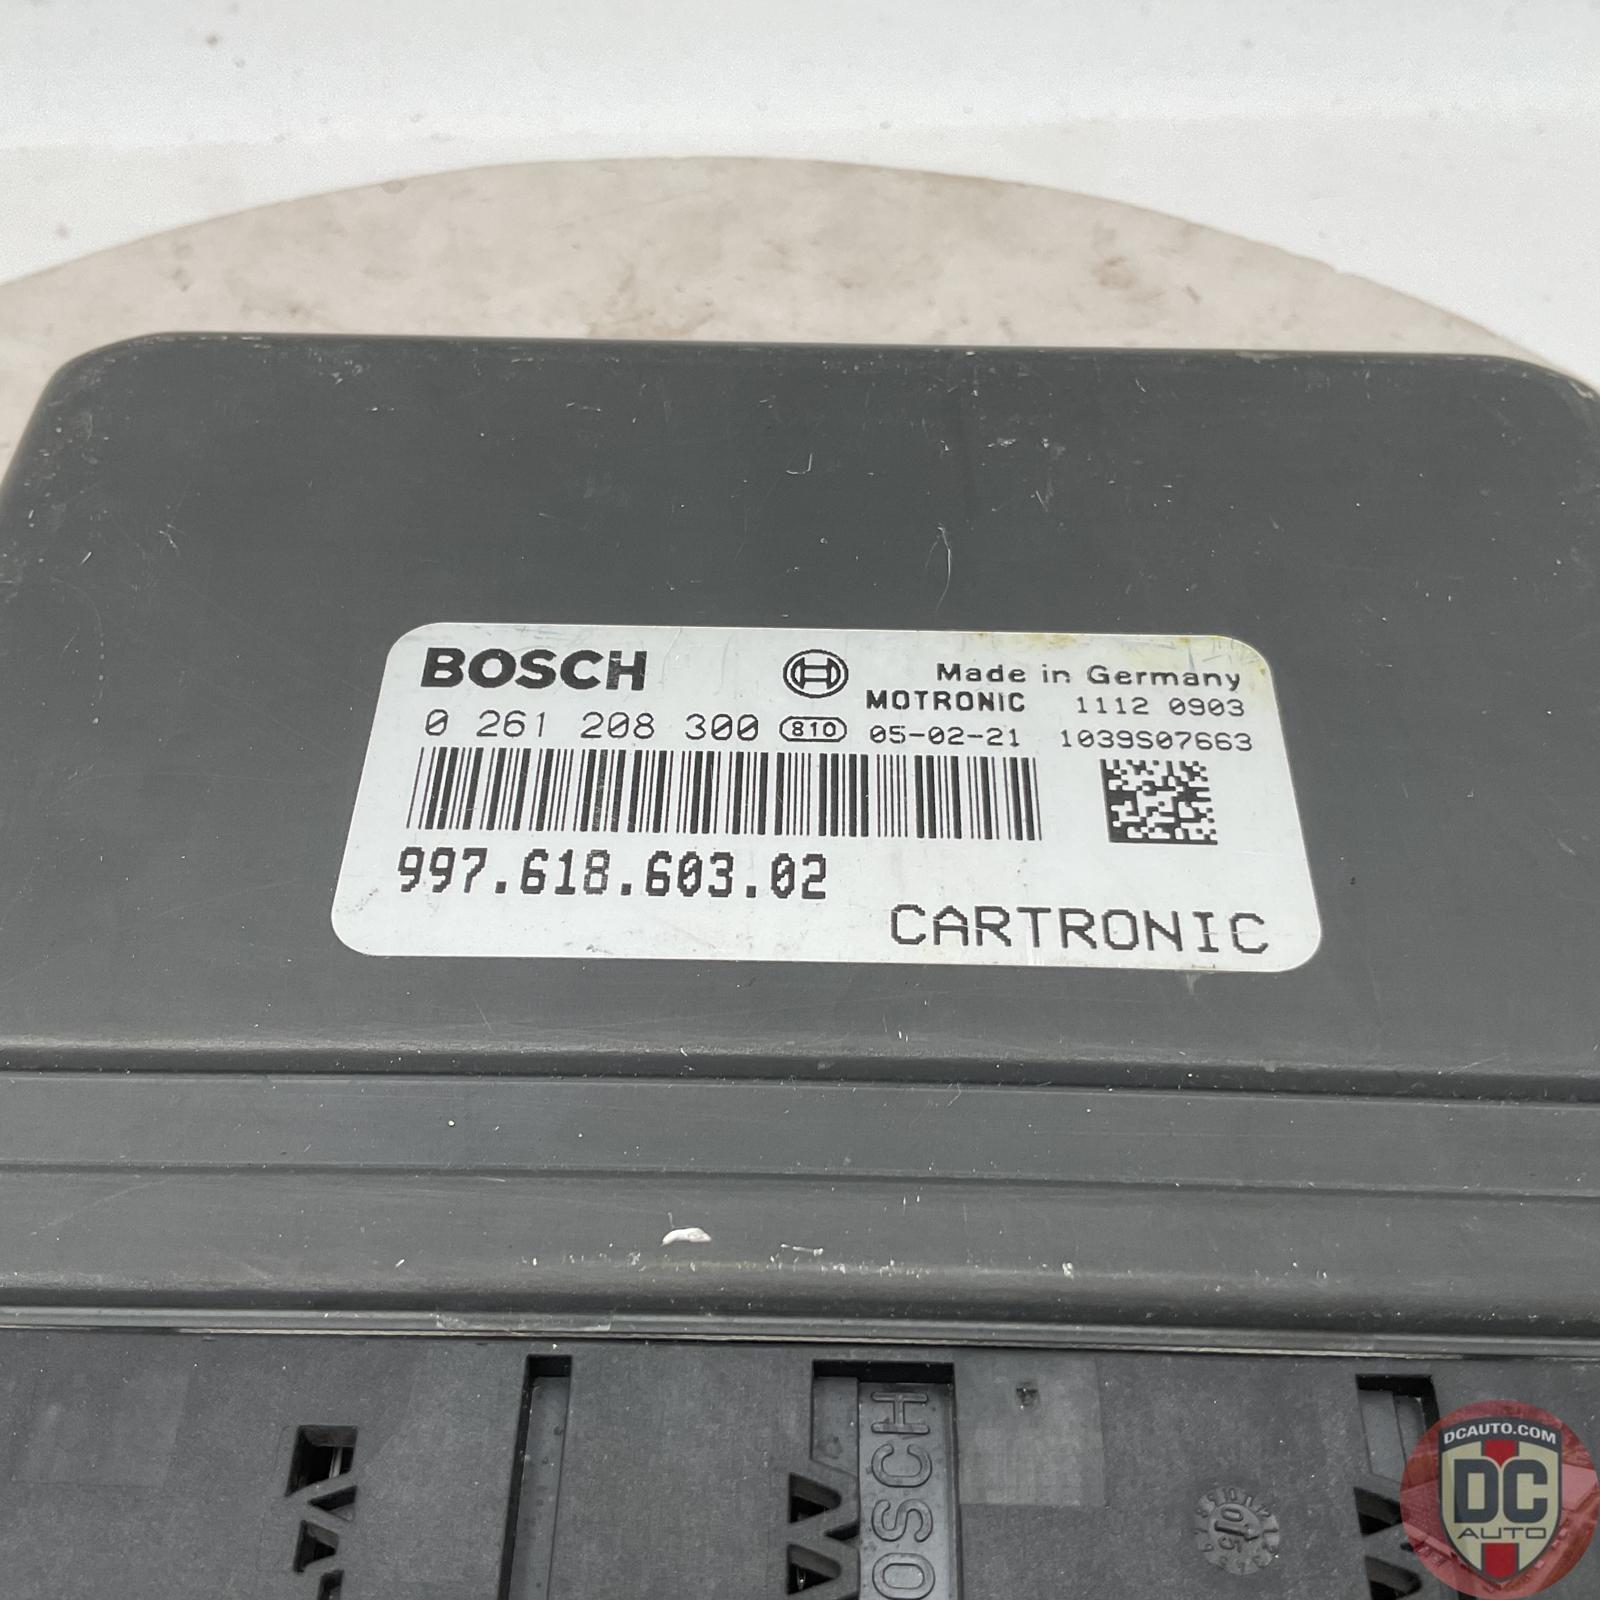 BOSCH
Made in Germany
MOTRONIC 1112 0903
0 261 208 300 810 05-02-21 1039S07663
997.618.603.02
CARTRONIC
BOSCH
DCAUTO.COM
DC
AUTO